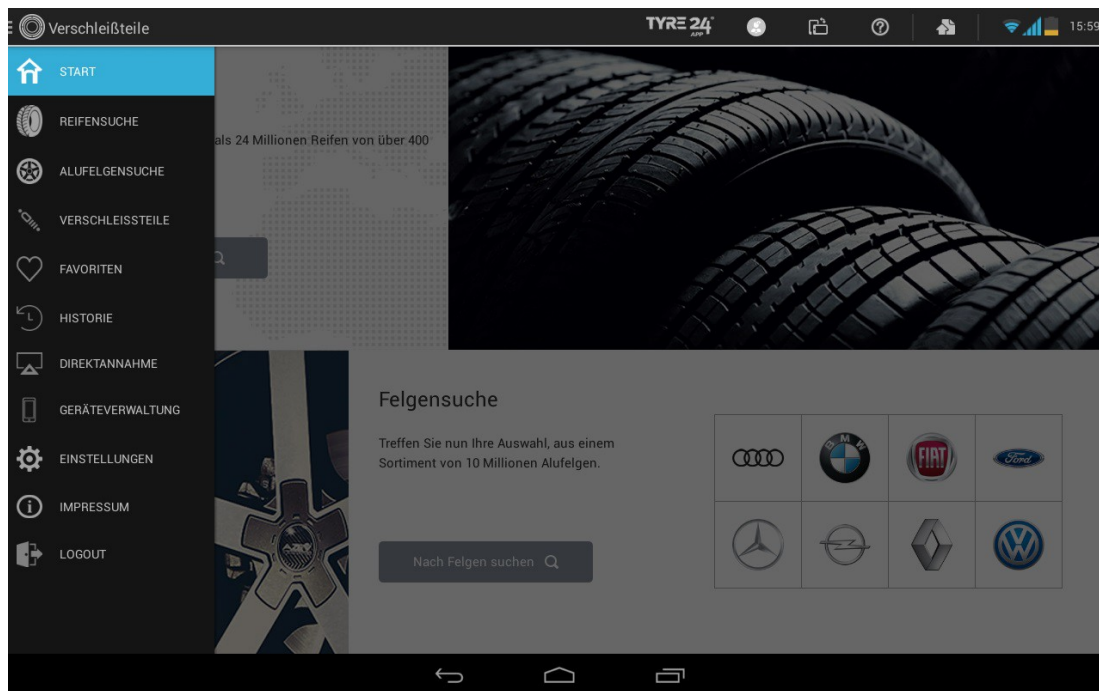 Verschleißteile
TYRE 24
APP
15:59
START
REIFENSUCHE
ALUFELGENSUCHE
VERSCHLEISSTEILE
FAVORITEN
HISTORIE
DIREKTANNAHME
GERÄTEVERWALTUNG
EINSTELLUNGEN
IMPRESSUM
LOGOUT
als 24 Millionen Reifen von über 400
Felgensuche
Treffen Sie nun Ihre Auswahl, aus einem
Sortiment von 10 Millionen Alufelgen.
Nach Felgen suchen
BMW
FIAT
Ford